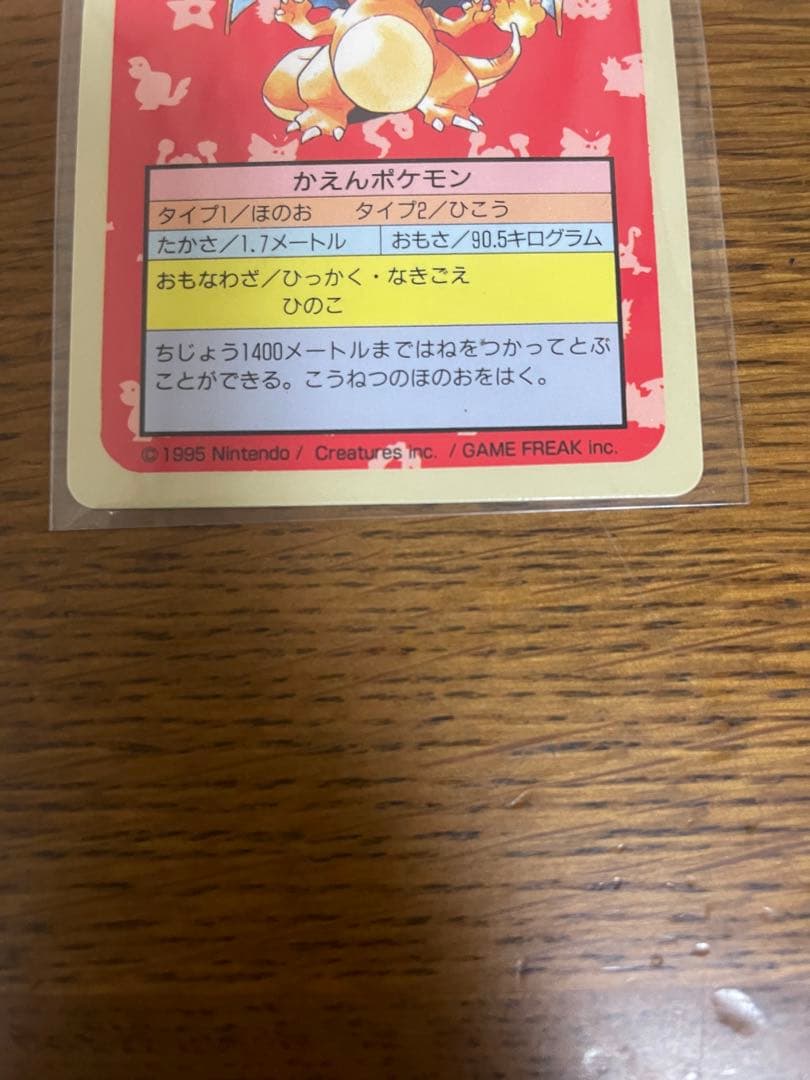 かえんポケモン
タイプ1/ほのお　タイプ2/ひこう
たかさ/1.7メートル　おもさ/90.5キログラム
おもなわざ/ひっかく・なきごえ
ひのこ
ちじょう1400メートルまではねをつかってとぶ
ことができる。こうねつのほのおをはく。
©1995 Nintendo / Creatures inc. / GAME FREAK inc.